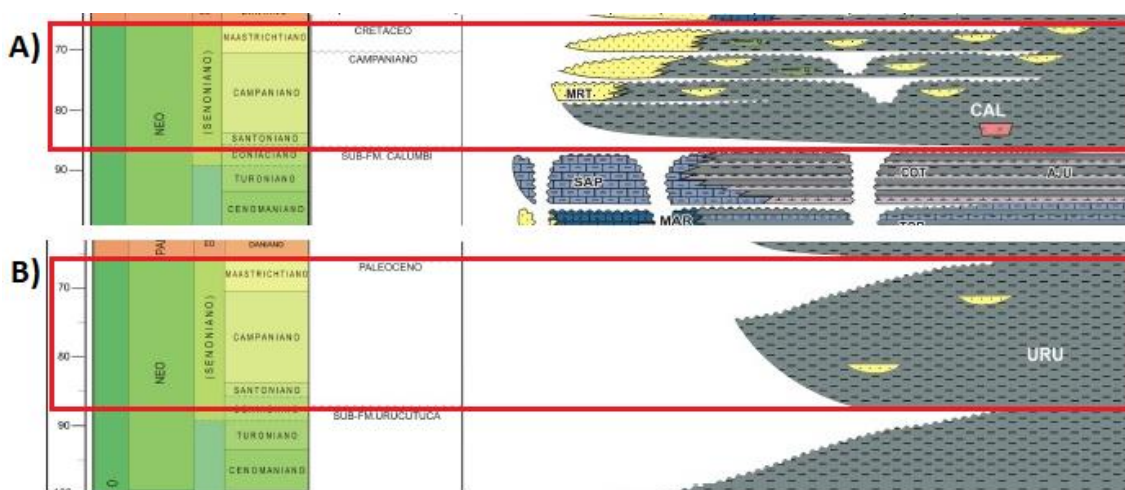 A)
CRETACEO
MAASTRICHTIANO
70
CAMPANIANO
(SENONIANO)
CAMPANIANO
MRT
80
NEO
CAL
SANTONIANO
CONIACIANO
SUB-FM. CALUMBI
90
TURONIANO
SAP
COT
AJU
CENOMANIANO
MAR
DANIANO
B)
PALEOCENO
MAASTRICHTIANO
70
(SENONIANO)
CAMPANIANO
80
NEO
URU
SANTONIANO
SUB-FM.URUCUTUCA
90
TURONIANO
CENOMANIANO